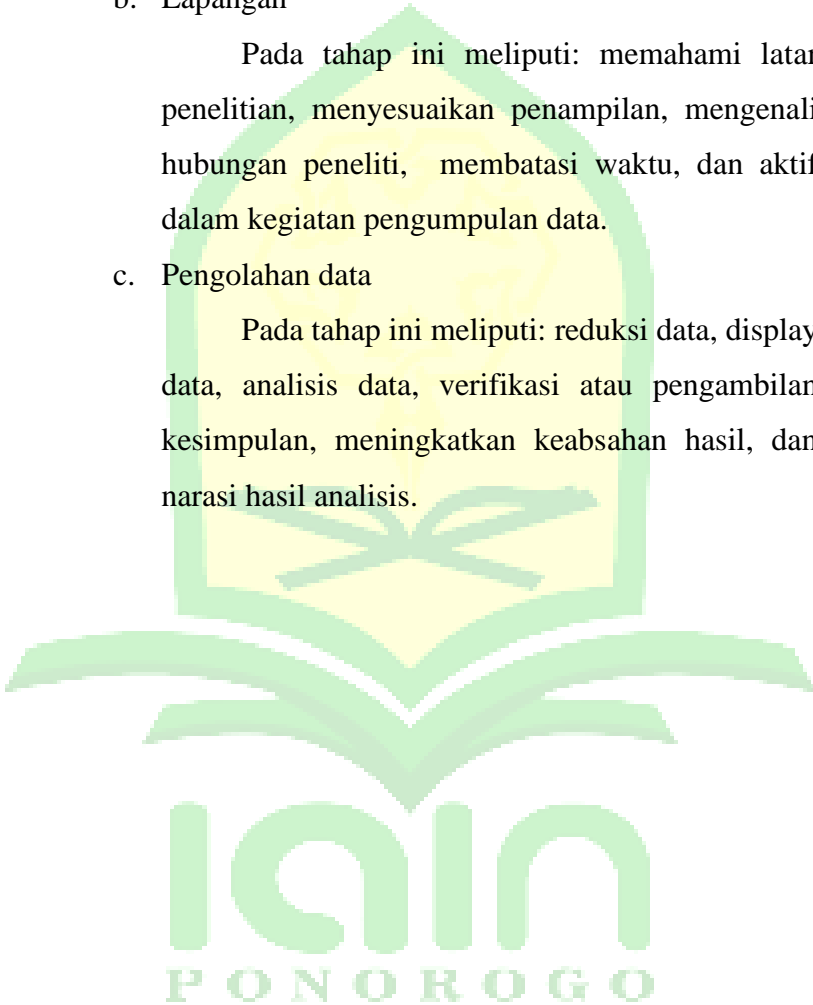 b. Lapangan
Pada tahap ini meliputi: memahami latar
penelitian, menyesuaikan penampilan, mengenali
hubungan peneliti, membatasi waktu, dan aktif
dalam kegiatan pengumpulan data.
c. Pengolahan data
Pada tahap ini meliputi: reduksi data, display
data, analisis data, verifikasi atau pengambilan
kesimpulan, meningkatkan keabsahan hasil, dan
narasi hasil analisis.
IAIN
PONOROGO